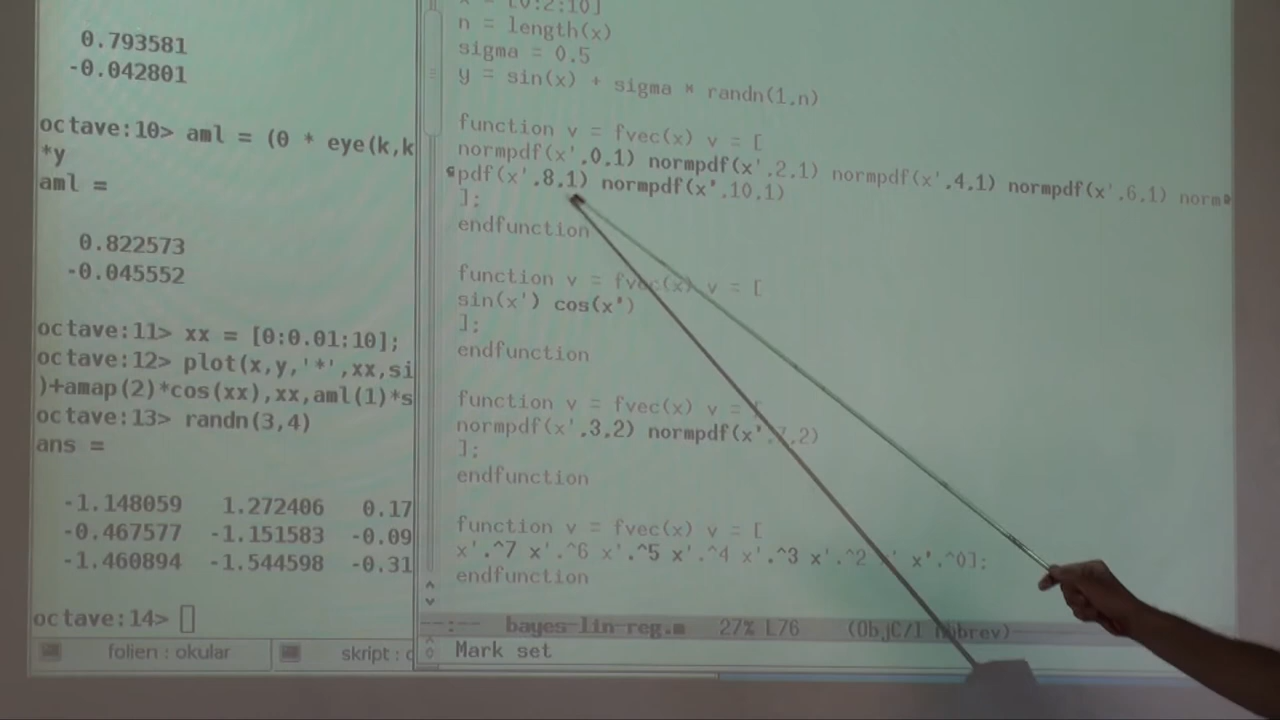 0.793581
-0.042801
octave:10> aml = (0 * eye(k,k
*y
aml =
0.822573
-0.045552
octave:11> xx = [0:0.01:10];
octave:12> plot(x,y,'*',xx,si
)+amap(2)*cos(xx),xx,aml(1)*s
octave:13> randn(3,4)
ans =
-1.148059 1.272406 0.17
-0.467577 -1.151583 -0.09
-1.460894 -1.544598 -0.31
octave:14>
folien : okular
skript : o
x = [0:2:10]
n = length(x)
sigma = 0.5
y = sin(x) + sigma * randn(1,n)
function v = fvec(x) v = [
normpdf(x',0,1) normpdf(x',2,1) normpdf(x',4,1) normpdf(x',6,1) norm
pdf(x',8,1) normpdf(x',10,1)
];
endfunction
function v = fvec(x) v = [
sin(x') cos(x')
];
endfunction
function v = fvec(x) v = [
normpdf(x',3,2) normpdf(x',7,2)
];
endfunction
function v = fvec(x) v = [
x'.^7 x'.^6 x'.^5 x'.^4 x'.^3 x'.^2 x' x'.^0];
endfunction
--:--- bayes-lin-reg.m 27% L76 (ObjC/l Abbrev)
Mark set